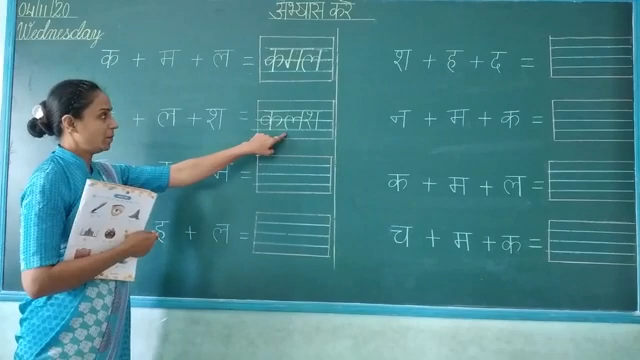 04/11/20
Wednesday
अभ्यास करे
क + म + ल = कमल
+ ल + श = कलश
=
ह + ल =
श + ह + द =
न + म + क =
क + म + ल =
च + म + क =